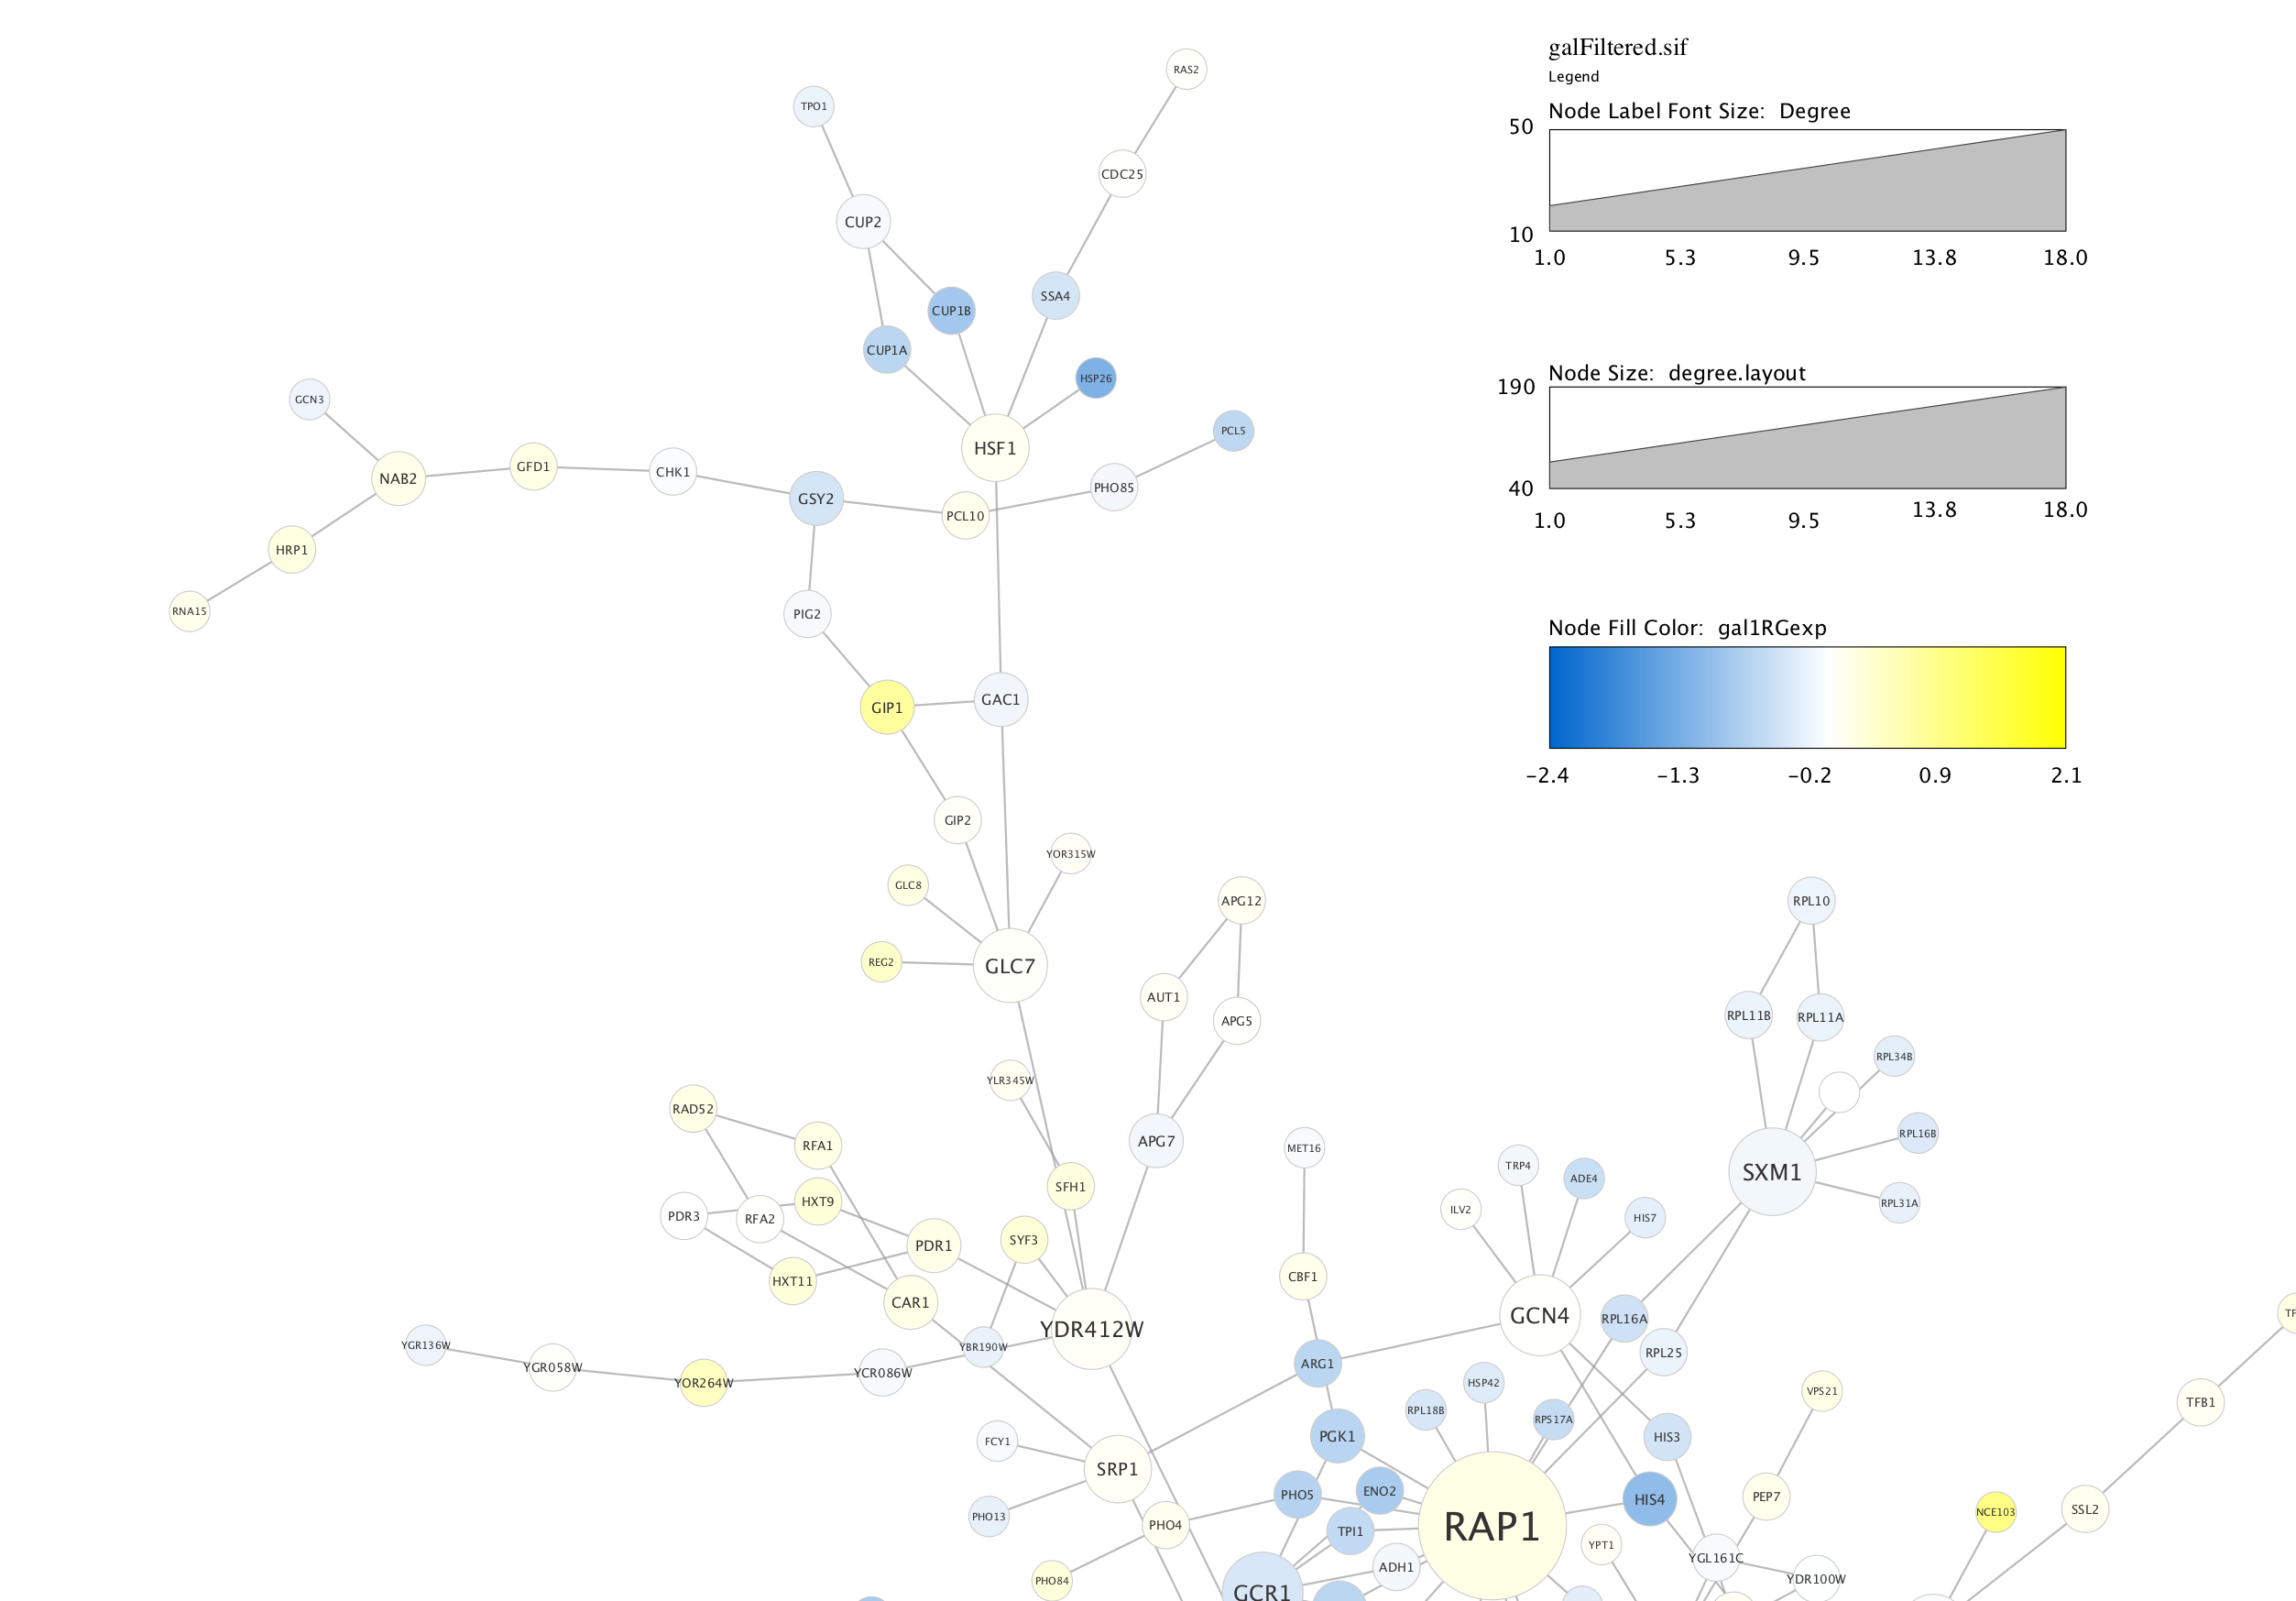 galFiltered.sif
Legend
Node Label Font Size: Degree
50
10
1.0 5.3 9.5 13.8 18.0
Node Size: degree.layout
190
40
1.0 5.3 9.5 13.8 18.0
Node Fill Color: gal1RGexp
-2.4 -1.3 -0.2 0.9 2.1
RAS2
TPO1
CDC25
CUP2
SSA4
CUP1B
CUP1A
HSP26
GCN3
PCL5
HSF1
GFD1
CHK1
NAB2
PHO85
GSY2
PCL10
HRP1
RNA15
PIG2
GAC1
GIP1
GIP2
YOR315W
GLC8
APG12
RPL10
REG2
GLC7
AUT1
APG5
RPL11B
RPL11A
RPL34B
YLR345W
RAD52
RPL16B
RFA1
APG7
MET16
TRP4
SXM1
ADE4
SFH1
HXT9
RPL31A
ILV2
PDR3
RFA2
HIS7
SYF3
PDR1
CBF1
HXT11
CAR1
GCN4
RPL16A
YDR412W
YGR136W
YBR190W
RPL25
ARG1
YGR058W
YCR086W
YOR264W
HSP42
VPS21
TFB1
RPL18B
RPS17A
PGK1
HIS3
FCY1
SRP1
ENO2
PHO5
PEP7
HIS4
SSL2
NCE103
PHO13
PHO4
RAP1
TPI1
YPT1
YGL161C
ADH1
YDR100W
PHO84
GCR1